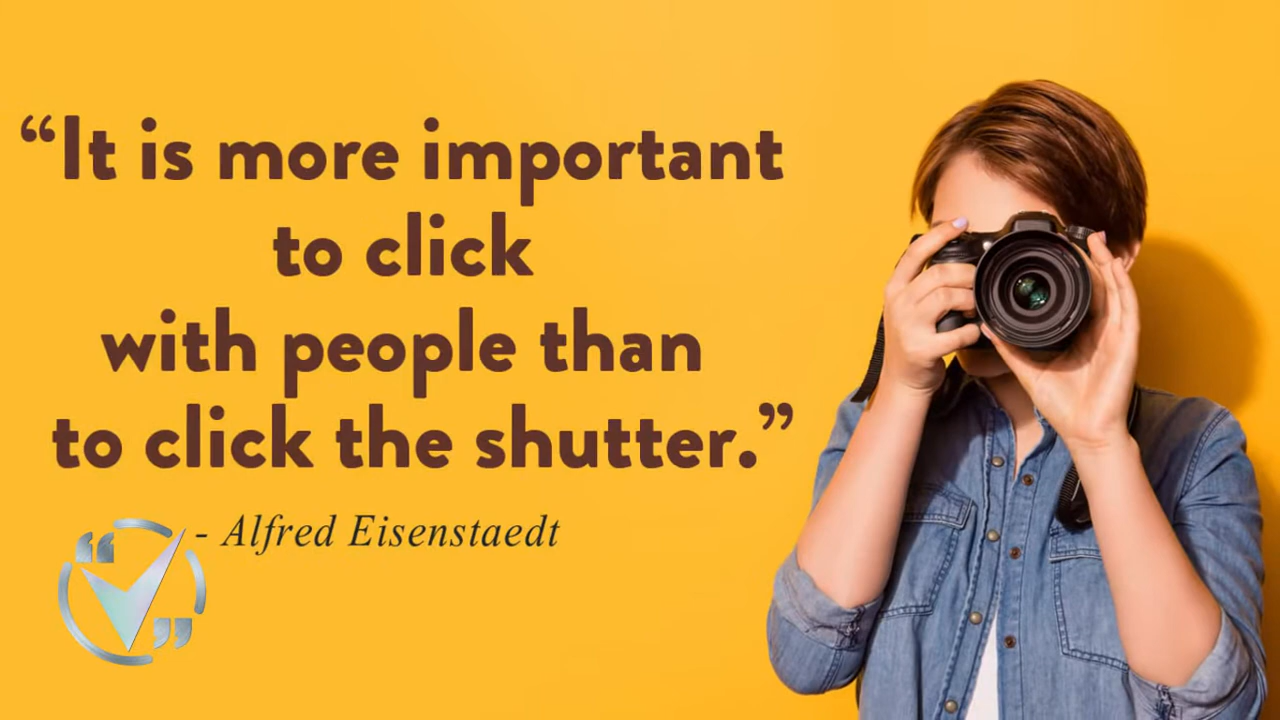 “It is more important
to click
with people than
to click the shutter.”
- Alfred Eisenstaedt